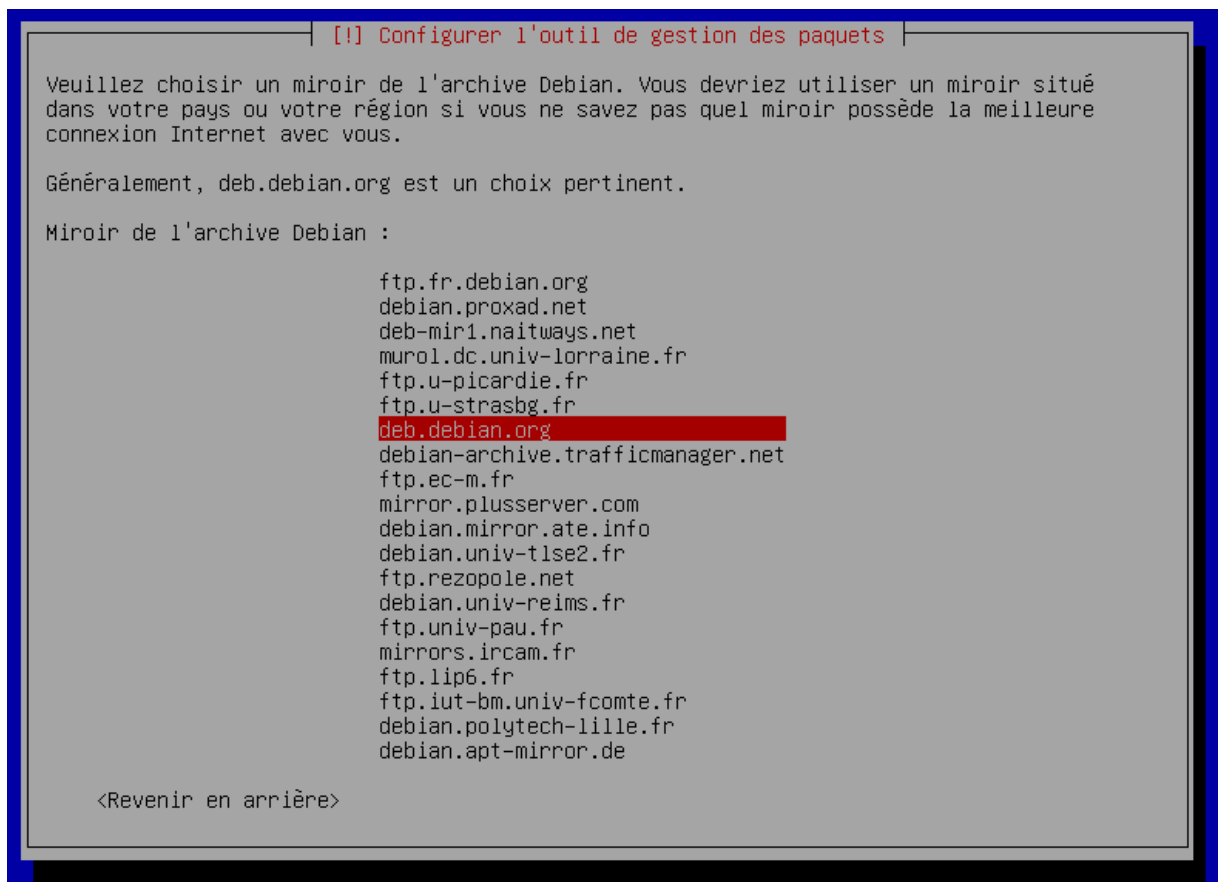 [!] Configurer l'outil de gestion des paquets
Veuillez choisir un miroir de l'archive Debian. Vous devriez utiliser un miroir situé
dans votre pays ou votre région si vous ne savez pas quel miroir possède la meilleure
connexion Internet avec vous.
Généralement, deb.debian.org est un choix pertinent.
Miroir de l'archive Debian :
ftp.fr.debian.org
debian.proxad.net
deb-mir1.naitways.net
murol.dc.univ-lorraine.fr
ftp.u-picardie.fr
ftp.u-strasbg.fr
deb.debian.org
debian-archive.trafficmanager.net
ftp.ec-m.fr
mirror.plusserver.com
debian.mirror.ate.info
debian.univ-tlse2.fr
ftp.rezopole.net
debian.univ-reims.fr
ftp.univ-pau.fr
mirrors.ircam.fr
ftp.lip6.fr
ftp.iut-bm.univ-fcomte.fr
debian.polytech-lille.fr
debian.apt-mirror.de
<Revenir en arrière>